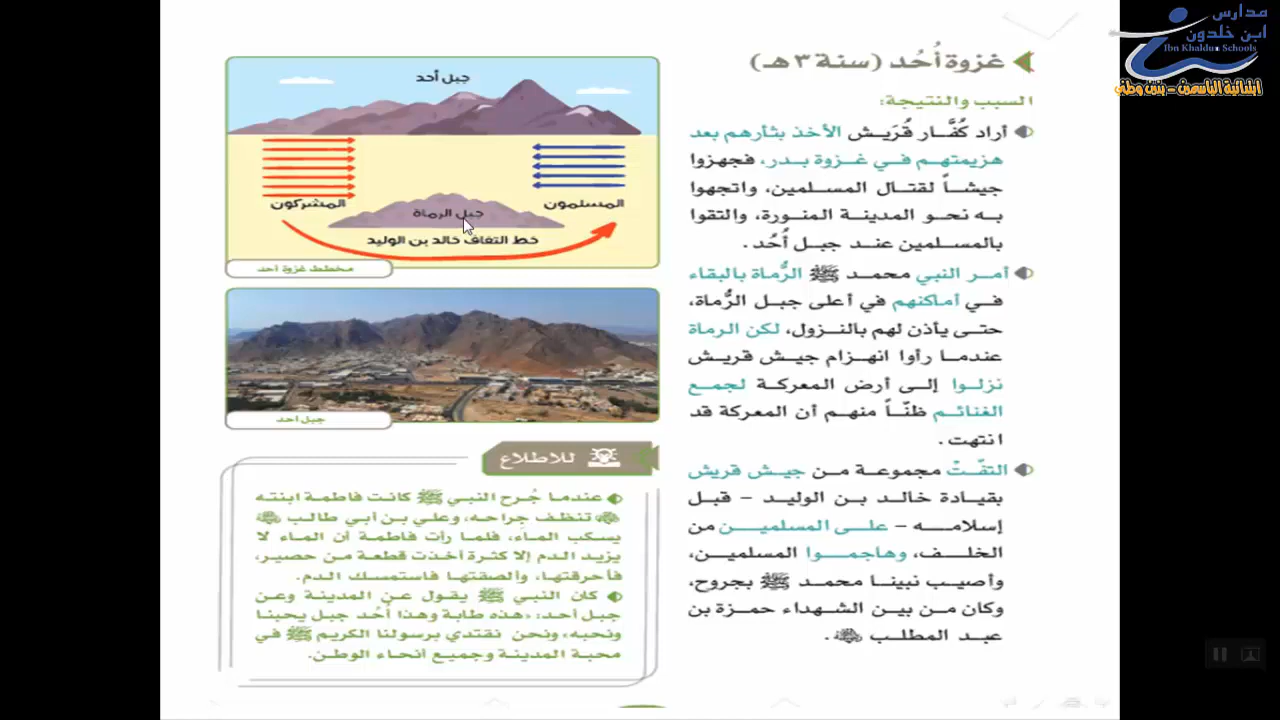 مدارس
ابن خلدون
Ibn Khaldun Schools
ابتدائية الياسمين - بنين وطني
غزوة أُحُد (سنة ٣ هـ)
السبب والنتيجة:
أراد كُفَّار قُرَيش الأخذ بثأرهم بعد
هزيمتهم في غزوة بدر، فجهزوا
جيشاً لقتال المسلمين، واتجهوا
به نحو المدينة المنورة، والتقوا
بالمسلمين عند جبل أُحُد.
أمر النبي محمد ﷺ الرُّماة بالبقاء
في أماكنهم في أعلى جبل الرُّماة،
حتى يأذن لهم بالنزول، لكن الرماة
عندما رأوا انهزام جيش قريش
نزلوا إلى أرض المعركة لجمع
الغنائم ظنّاً منهم أن المعركة قد
انتهت.
التفّتْ مجموعة من جيش قريش
بقيادة خالد بن الوليد - قبل
إسلامه - على المسلمين من
الخلف، وهاجموا المسلمين،
وأصيب نبينا محمد ﷺ بجروح،
وكان من بين الشهداء حمزة بن
عبد المطلب.
جبل أحد
المشركون
المسلمون
جبل الرماة
خط التفاف خالد بن الوليد
مخطط غزوة أحد
جبل أحد
للاطلاع
عندما جُرح النبي ﷺ كانت فاطمة ابنته
تنظف جراحه، وعلي بن أبي طالب
يسكب الماء، فلما رأت فاطمة أن الماء لا
يزيد الدم إلا كثرة أخذت قطعة من حصير،
فأحرقتها، وألصقتها فاستمسك الدم.
كان النبي ﷺ يقول عن المدينة وعن
جبل أحد: «هذه طابة وهذا أُحُد جبل يحبنا
ونحبه، ونحن نقتدي برسولنا الكريم ﷺ في
محبة المدينة وجميع أنحاء الوطن.